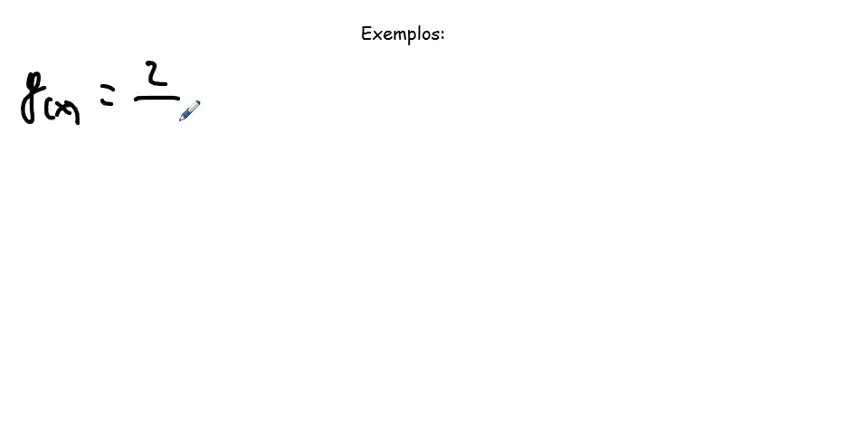 Exemplos:
g(x) = 2/